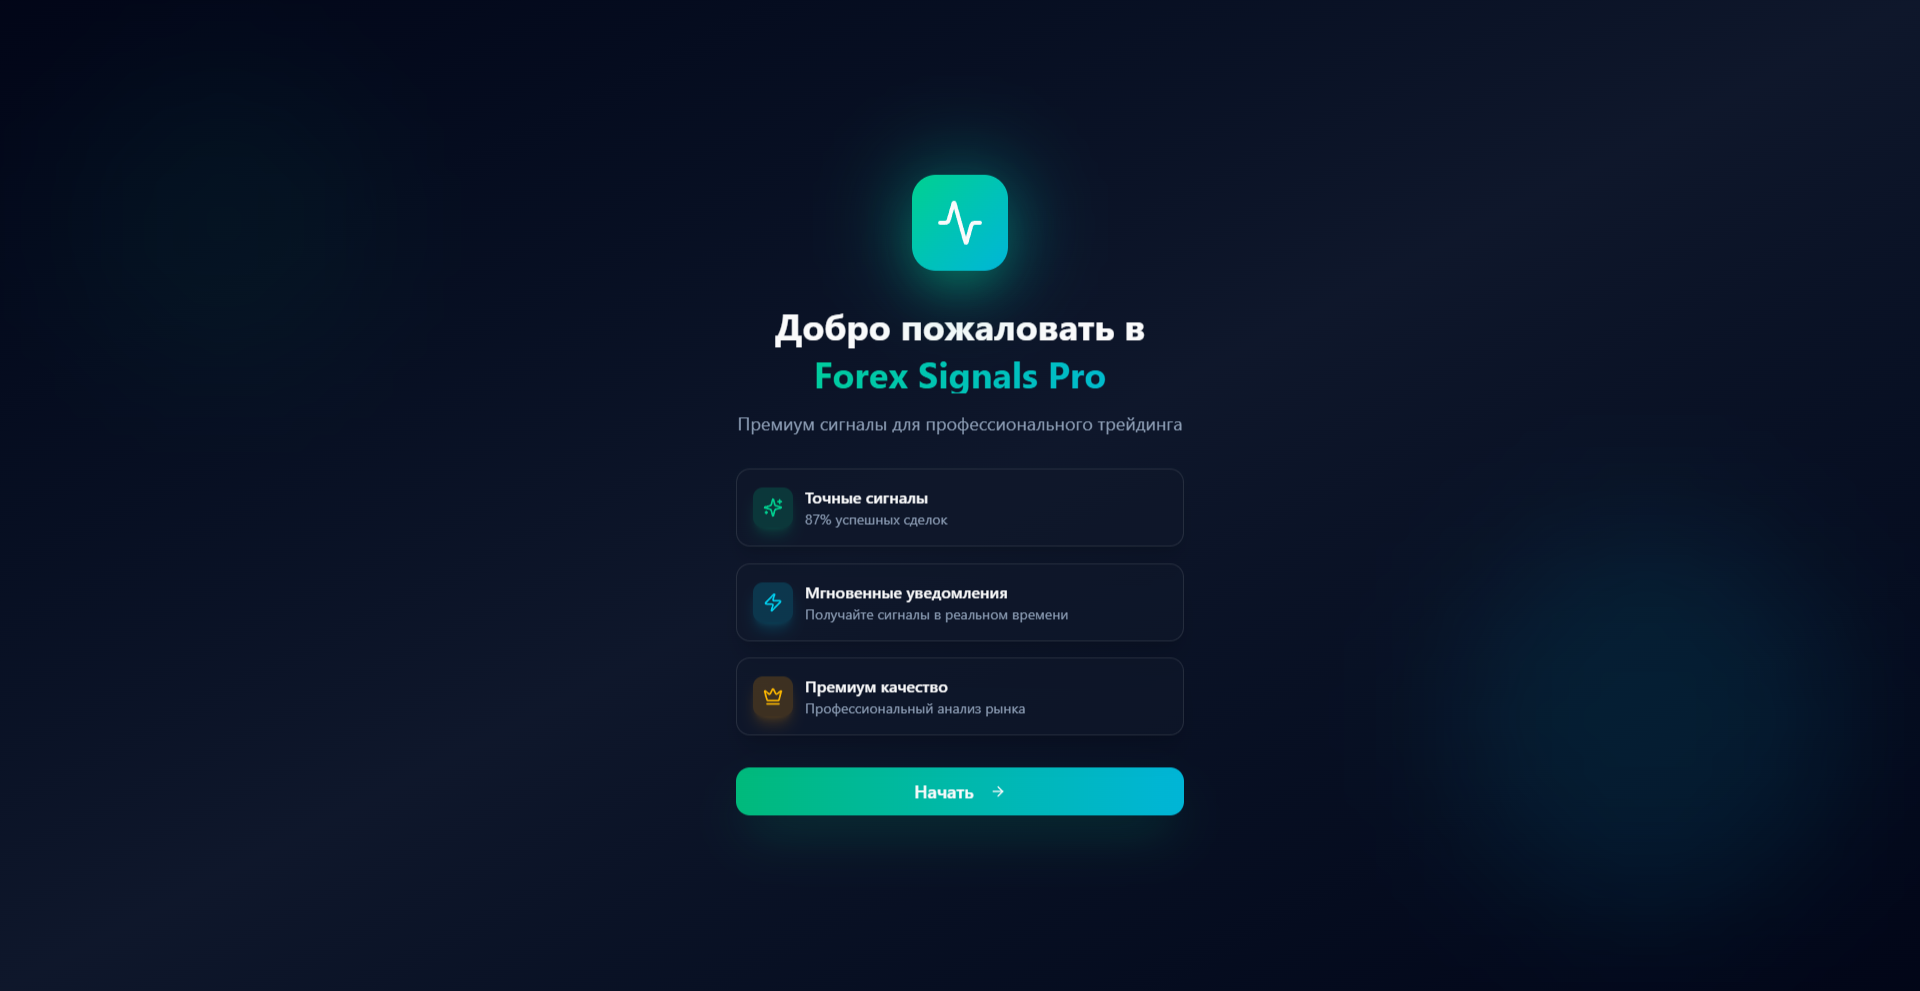 Добро пожаловать в
Forex Signals Pro
Премиум сигналы для профессионального трейдинга
Точные сигналы
87% успешных сделок
Мгновенные уведомления
Получайте сигналы в реальном времени
Премиум качество
Профессиональный анализ рынка
Начать →